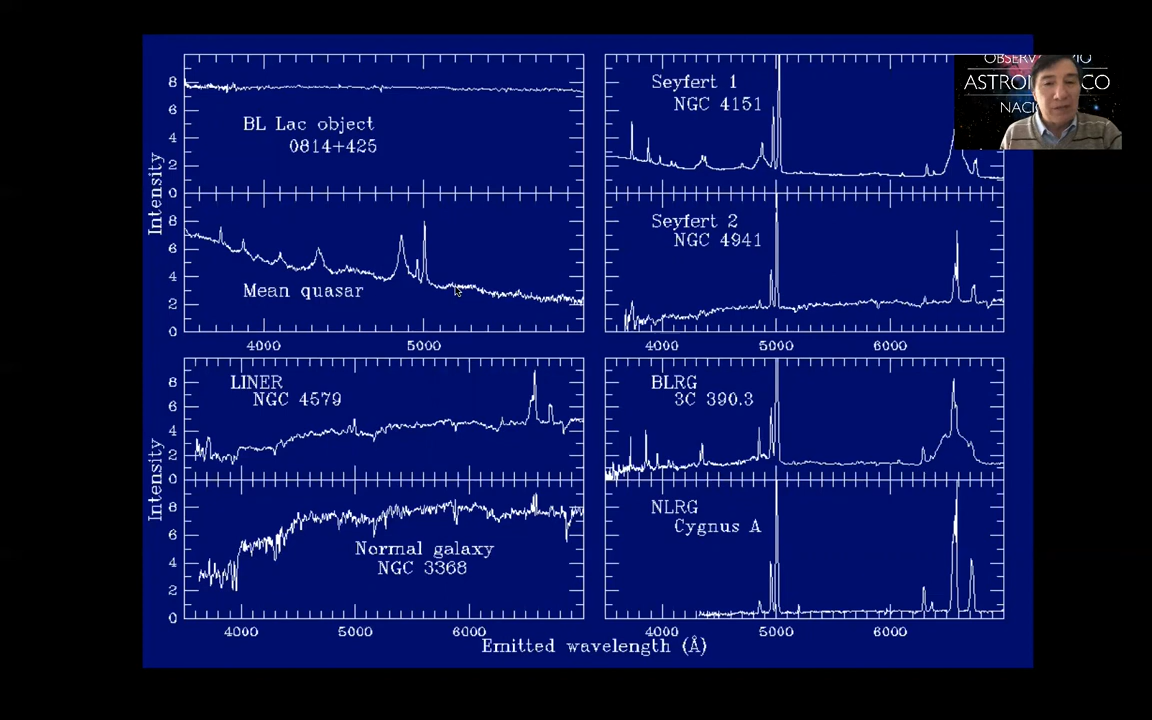 OBSERV
ASTRONÓMICO
NACI
8
6
4
2
0
BL Lac object
0814+425
Intensity
8
6
4
2
0
Mean quasar
4000 5000
Seyfert 1
NGC 4151
Seyfert 2
NGC 4941
4000 5000 6000
8
6
4
2
0
LINER
NGC 4579
Intensity
8
6
4
2
0
Normal galaxy
NGC 3368
4000 5000 6000
BLRG
3C 390.3
NLRG
Cygnus A
4000 5000 6000
Emitted wavelength (Å)